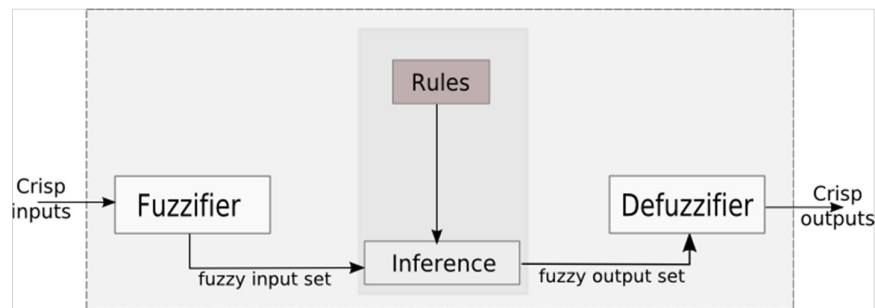 Rules
Crisp
inputs
Fuzzifier
Defuzzifier
Crisp
outputs
Inference
fuzzy input set
fuzzy output set